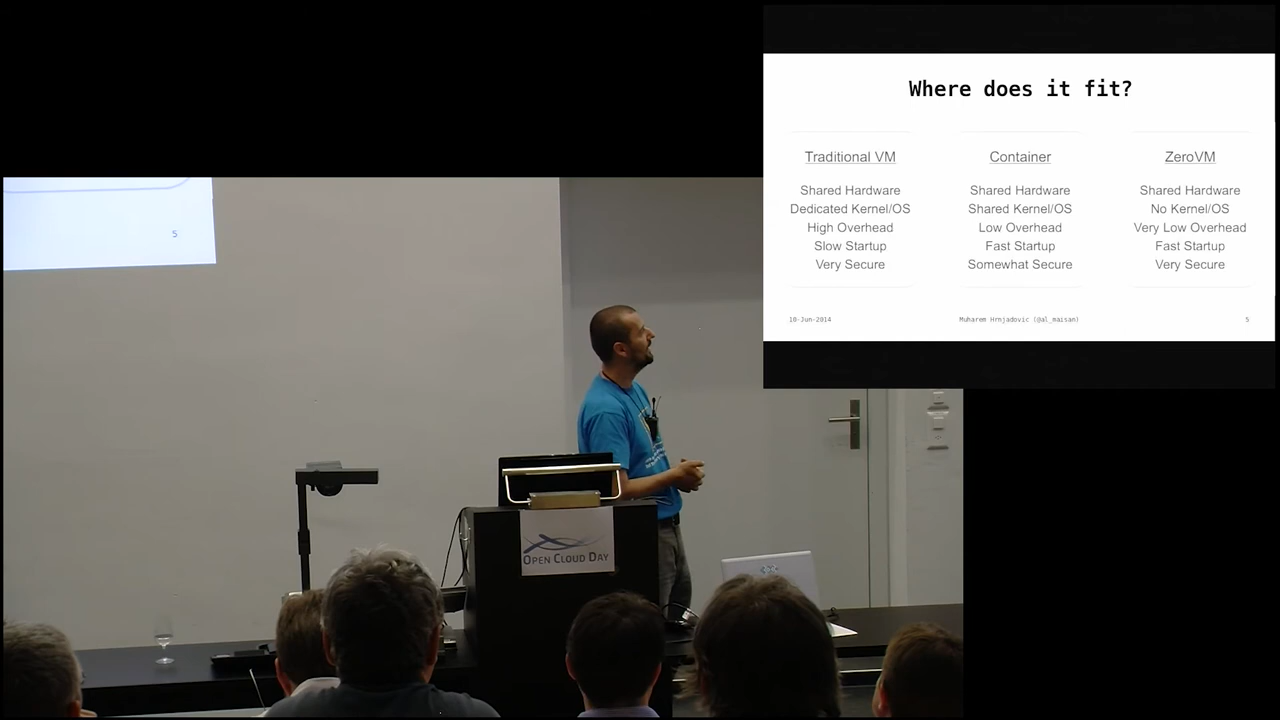 Where does it fit?
Traditional VM
Shared Hardware
Dedicated Kernel/OS
High Overhead
Slow Startup
Very Secure
Container
Shared Hardware
Shared Kernel/OS
Low Overhead
Fast Startup
Somewhat Secure
ZeroVM
Shared Hardware
No Kernel/OS
Very Low Overhead
Fast Startup
Very Secure
10-Jun-2014
Muharem Hrnjadovic (@al_maisan)
5
5
OPEN CLOUD DAY